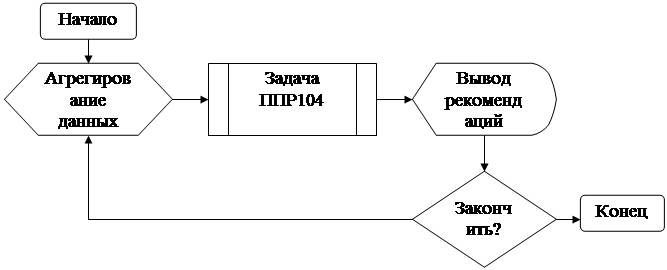 Начало
Агрегиров
ание
данных
Задача
ППР104
Вывод
рекоменд
аций
Законч
ить?
Конец